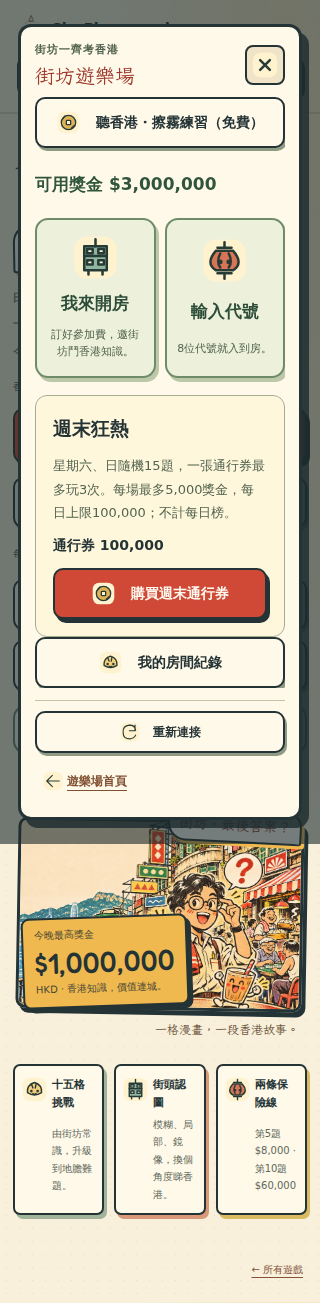 街坊一齊考香港
街坊遊樂場
聽香港·擦霧練習（免費）
可用獎金 $3,000,000
我來開房
訂好參加費，邀街
坊鬥香港知識。
輸入代號
8位代號就入到房。
週末狂熱
星期六、日隨機15題，一張通行券最
多玩3次。每場最多5,000獎金，每
日上限100,000；不計每日榜。
通行券 100,000
購買週末通行券
我的房間紀錄
重新連接
遊樂場首頁
?
今晚最高獎金
$1,000,000
HKD · 香港知識，價值連城。
一格漫畫，一段香港故事。
十五格
挑戰
由街坊常
識，升級
到地膽難
題。
街頭認
圖
模糊、局
部、鏡
像，換個
角度睇香
港。
兩條保
險線
第5題
$8,000 ·
第10題
$60,000
← 所有遊戲